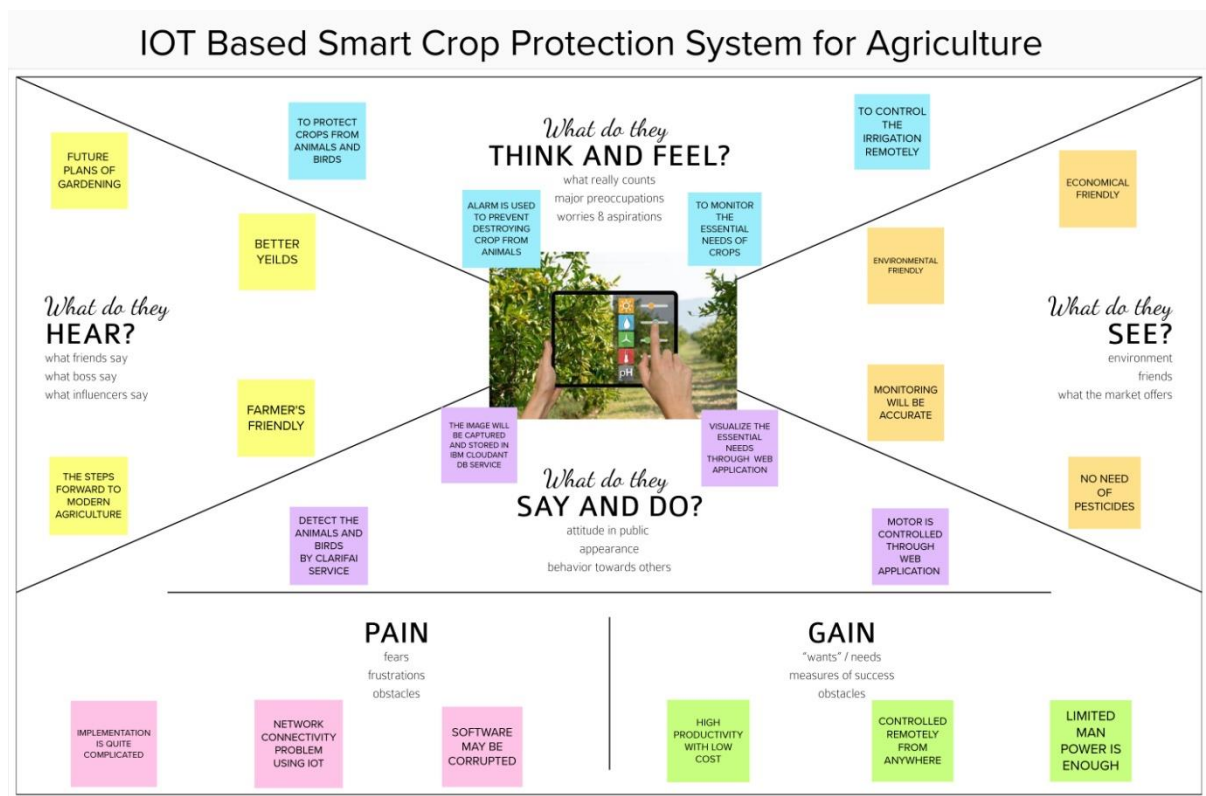 IOT Based Smart Crop Protection System for Agriculture
What do they
THINK AND FEEL?
what really counts
major preoccupations
worries & aspirations
TO PROTECT
CROPS FROM
ANIMALS AND
BIRDS
ALARM IS USED
TO PREVENT
DESTROYING
CROP FROM
ANIMALS
TO MONITOR
THE
ESSENTIAL
NEEDS OF
CROPS
TO CONTROL
THE
IRRIGATION
REMOTELY
What do they
HEAR?
what friends say
what boss say
what influencers say
FUTURE
PLANS OF
GARDENING
BETTER
YEILDS
FARMER'S
FRIENDLY
THE STEPS
FORWARD TO
MODERN
AGRICULTURE
pH
What do they
SEE?
environment
friends
what the market offers
ECONOMICAL
FRIENDLY
ENVIRONMENTAL
FRIENDLY
MONITORING
WILL BE
ACCURATE
NO NEED
OF
PESTICIDES
What do they
SAY AND DO?
attitude in public
appearance
behavior towards others
THE IMAGE WILL
BE CAPTURED
AND STORED IN
IBM CLOUDANT
DB SERVICE
VISUALIZE THE
ESSENTIAL
NEEDS
THROUGH WEB
APPLICATION
DETECT THE
ANIMALS AND
BIRDS
BY CLARIFAI
SERVICE
MOTOR IS
CONTROLLED
THROUGH
WEB
APPLICATION
PAIN
fears
frustrations
obstacles
IMPLEMENTATION
IS QUITE
COMPLICATED
NETWORK
CONNECTIVITY
PROBLEM
USING IOT
SOFTWARE
MAY BE
CORRUPTED
GAIN
"wants" / needs
measures of success
obstacles
HIGH
PRODUCTIVITY
WITH LOW
COST
CONTROLLED
REMOTELY
FROM
ANYWHERE
LIMITED
MAN
POWER IS
ENOUGH